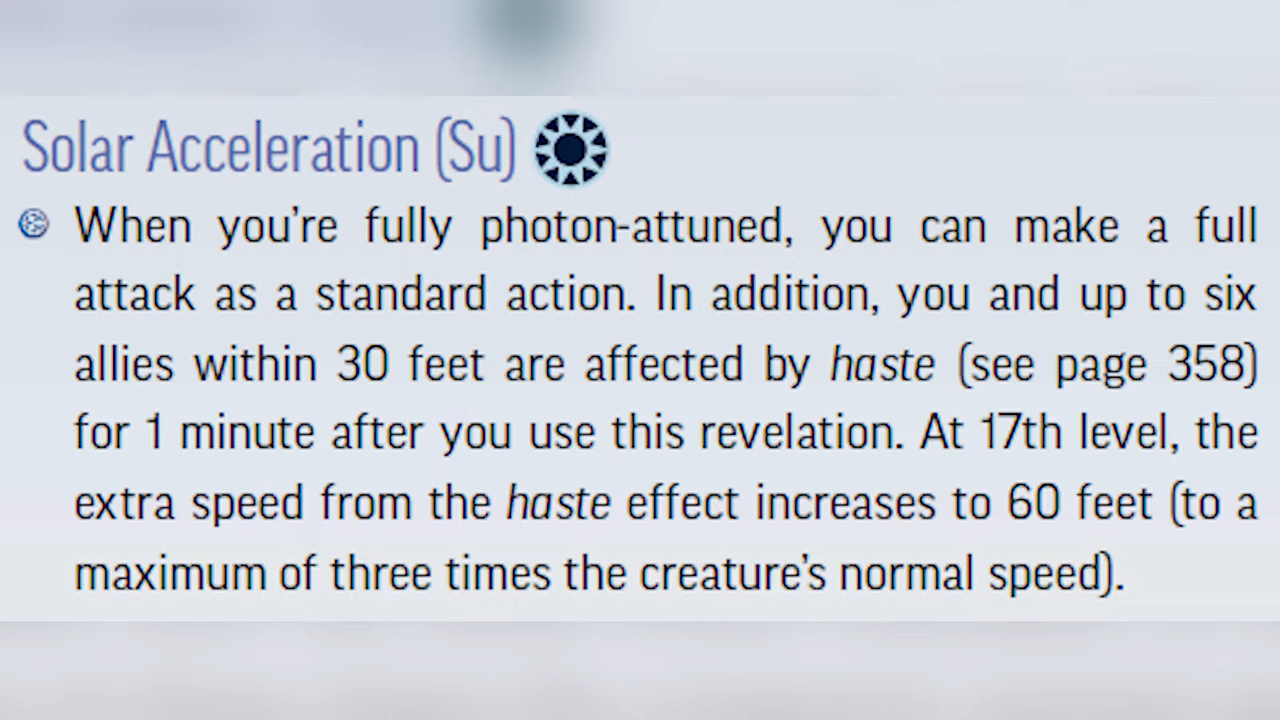 Solar Acceleration (Su)
When you're fully photon-attuned, you can make a full
attack as a standard action. In addition, you and up to six
allies within 30 feet are affected by haste (see page 358)
for 1 minute after you use this revelation. At 17th level, the
extra speed from the haste effect increases to 60 feet (to a
maximum of three times the creature's normal speed).